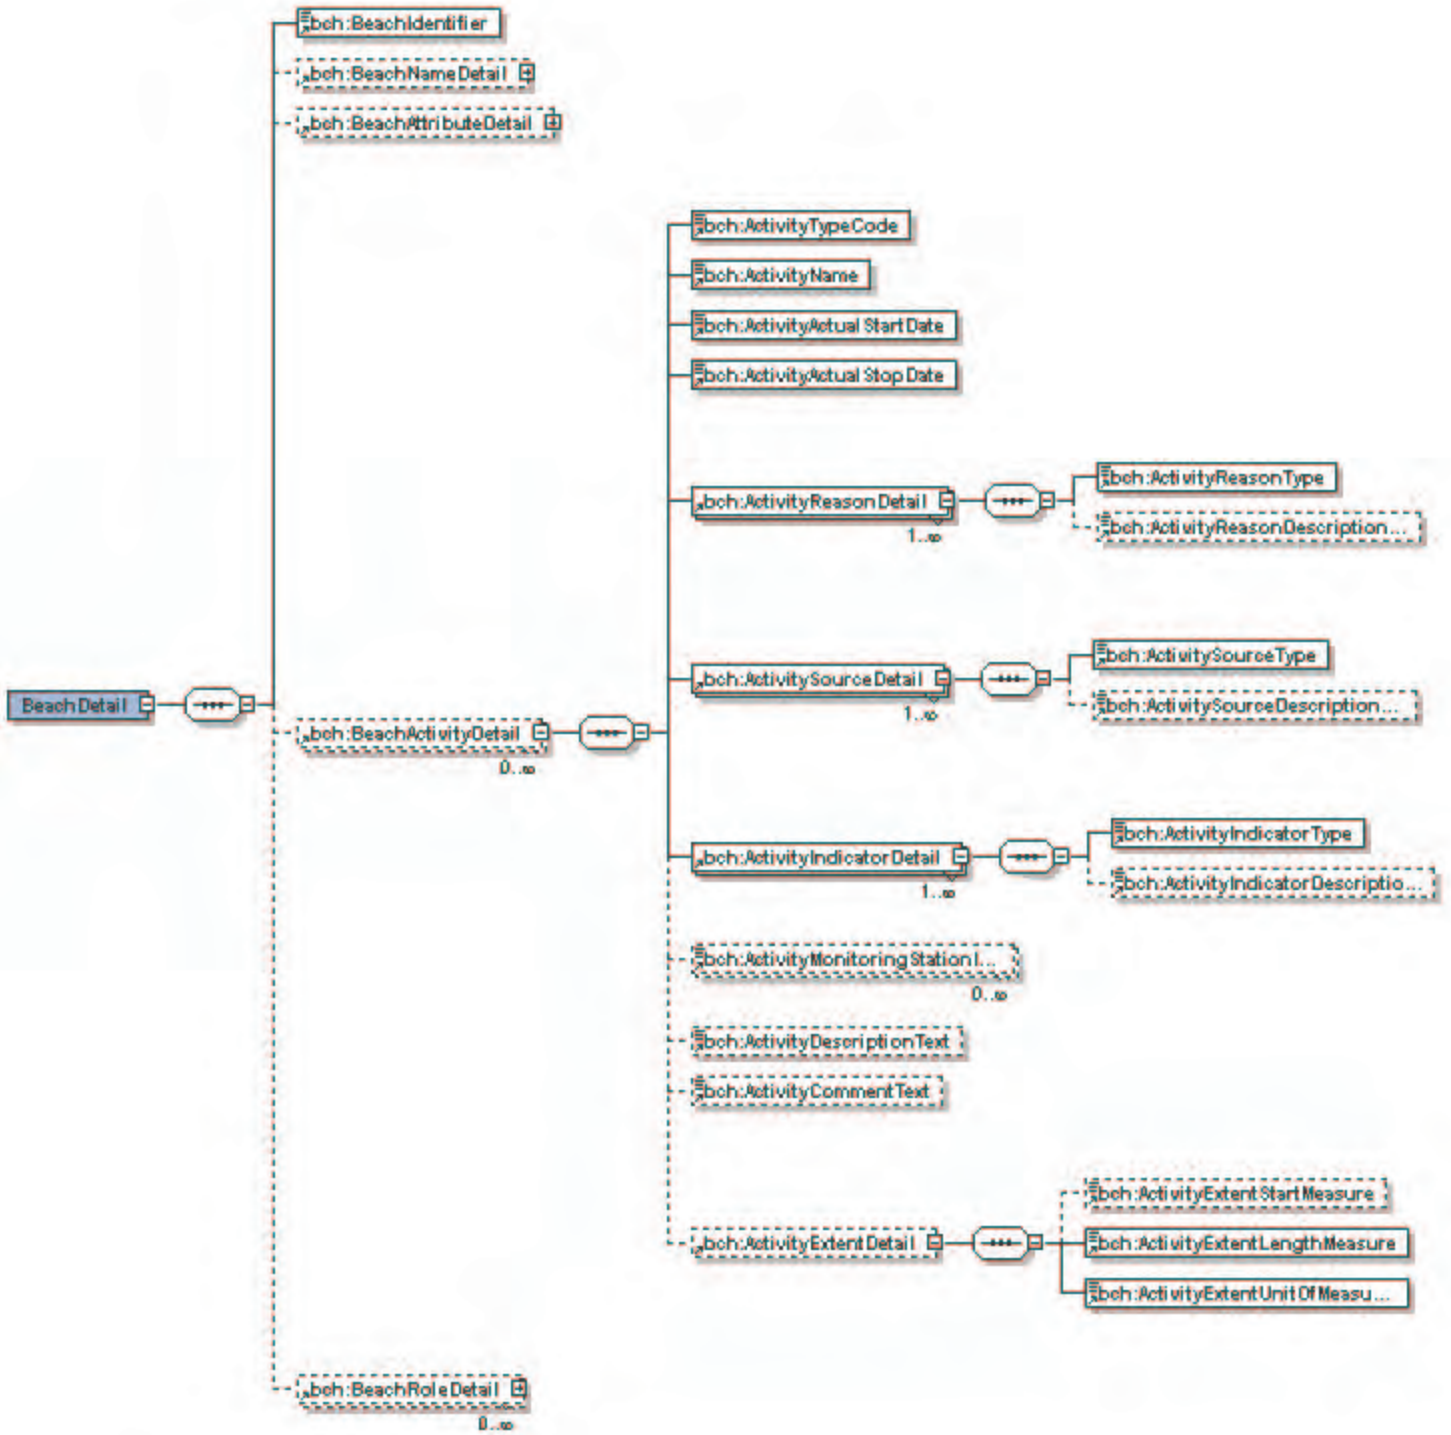 bch:BeachIdentifier
bch:BeachNameDetail
bch:BeachAttributeDetail
bch:ActivityTypeCode
bch:ActivityName
bch:ActivityActualStartDate
bch:ActivityActualStopDate
bch:ActivityReasonDetail
1..∞
bch:ActivityReasonType
bch:ActivityReasonDescription...
bch:ActivitySourceDetail
1..∞
bch:ActivitySourceType
bch:ActivitySourceDescription...
BeachDetail
bch:BeachActivityDetail
0..∞
bch:ActivityIndicatorDetail
1..∞
bch:ActivityIndicatorType
bch:ActivityIndicatorDescriptio...
bch:ActivityMonitoringStationI...
0..∞
bch:ActivityDescriptionText
bch:ActivityCommentText
bch:ActivityExtentDetail
bch:ActivityExtentStartMeasure
bch:ActivityExtentLengthMeasure
bch:ActivityExtentUnitOfMeasu...
bch:BeachRoleDetail
0..∞